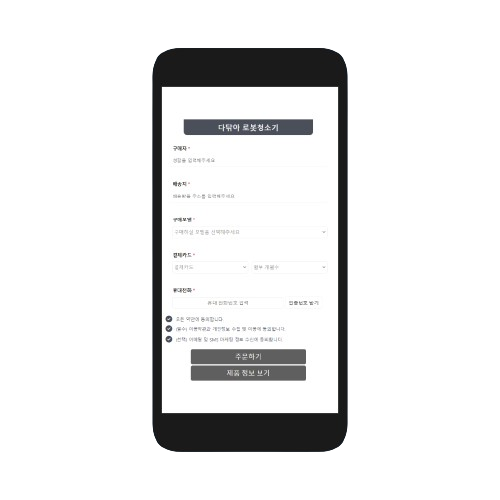 다닦아 로봇청소기
구매자 *
성함을 입력해주세요
배송지 *
배송받을 주소를 입력해주세요
구매모델 *
구매하실 모델을 선택해주세요
결제카드 *
결제카드 할부 개월수
휴대전화 *
휴대 전화번호 입력 인증번호 받기
모든 약관에 동의합니다.
(필수) 이용약관과 개인정보 수집 및 이용에 동의합니다.
(선택) 이메일 및 SMS 마케팅 정보 수신에 동의합니다.
주문하기
제품 정보 보기